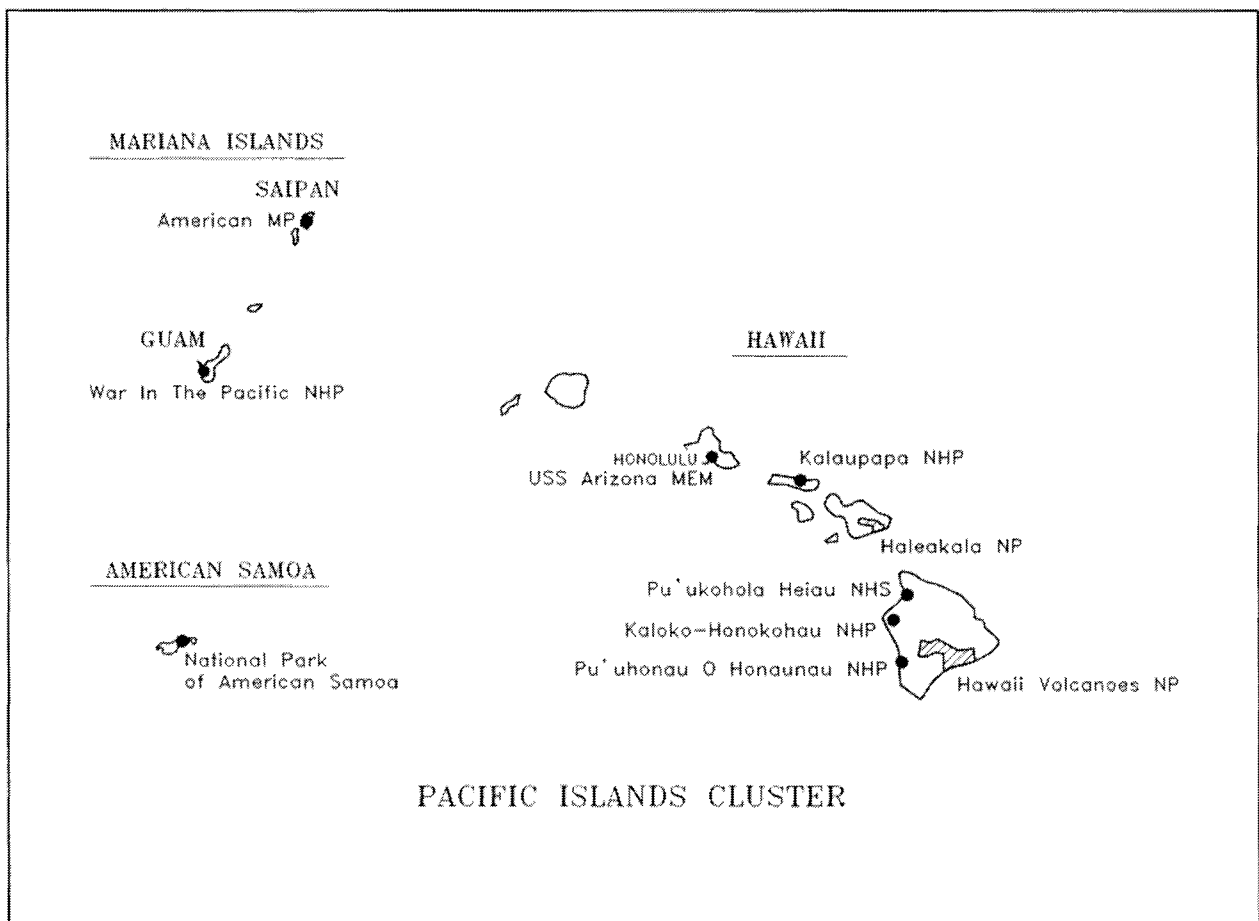 MARIANA ISLANDS
SAIPAN
American MP
GUAM
War In The Pacific NHP
HAWAII
HONOLULU
USS Arizona MEM
Kalaupapa NHP
Haleakala NP
AMERICAN SAMOA
National Park
of American Samoa
Pu'ukohola Heiau NHS
Kaloko-Honokohau NHP
Pu'uhonau O Honaunau NHP
Hawaii Volcanoes NP
PACIFIC ISLANDS CLUSTER